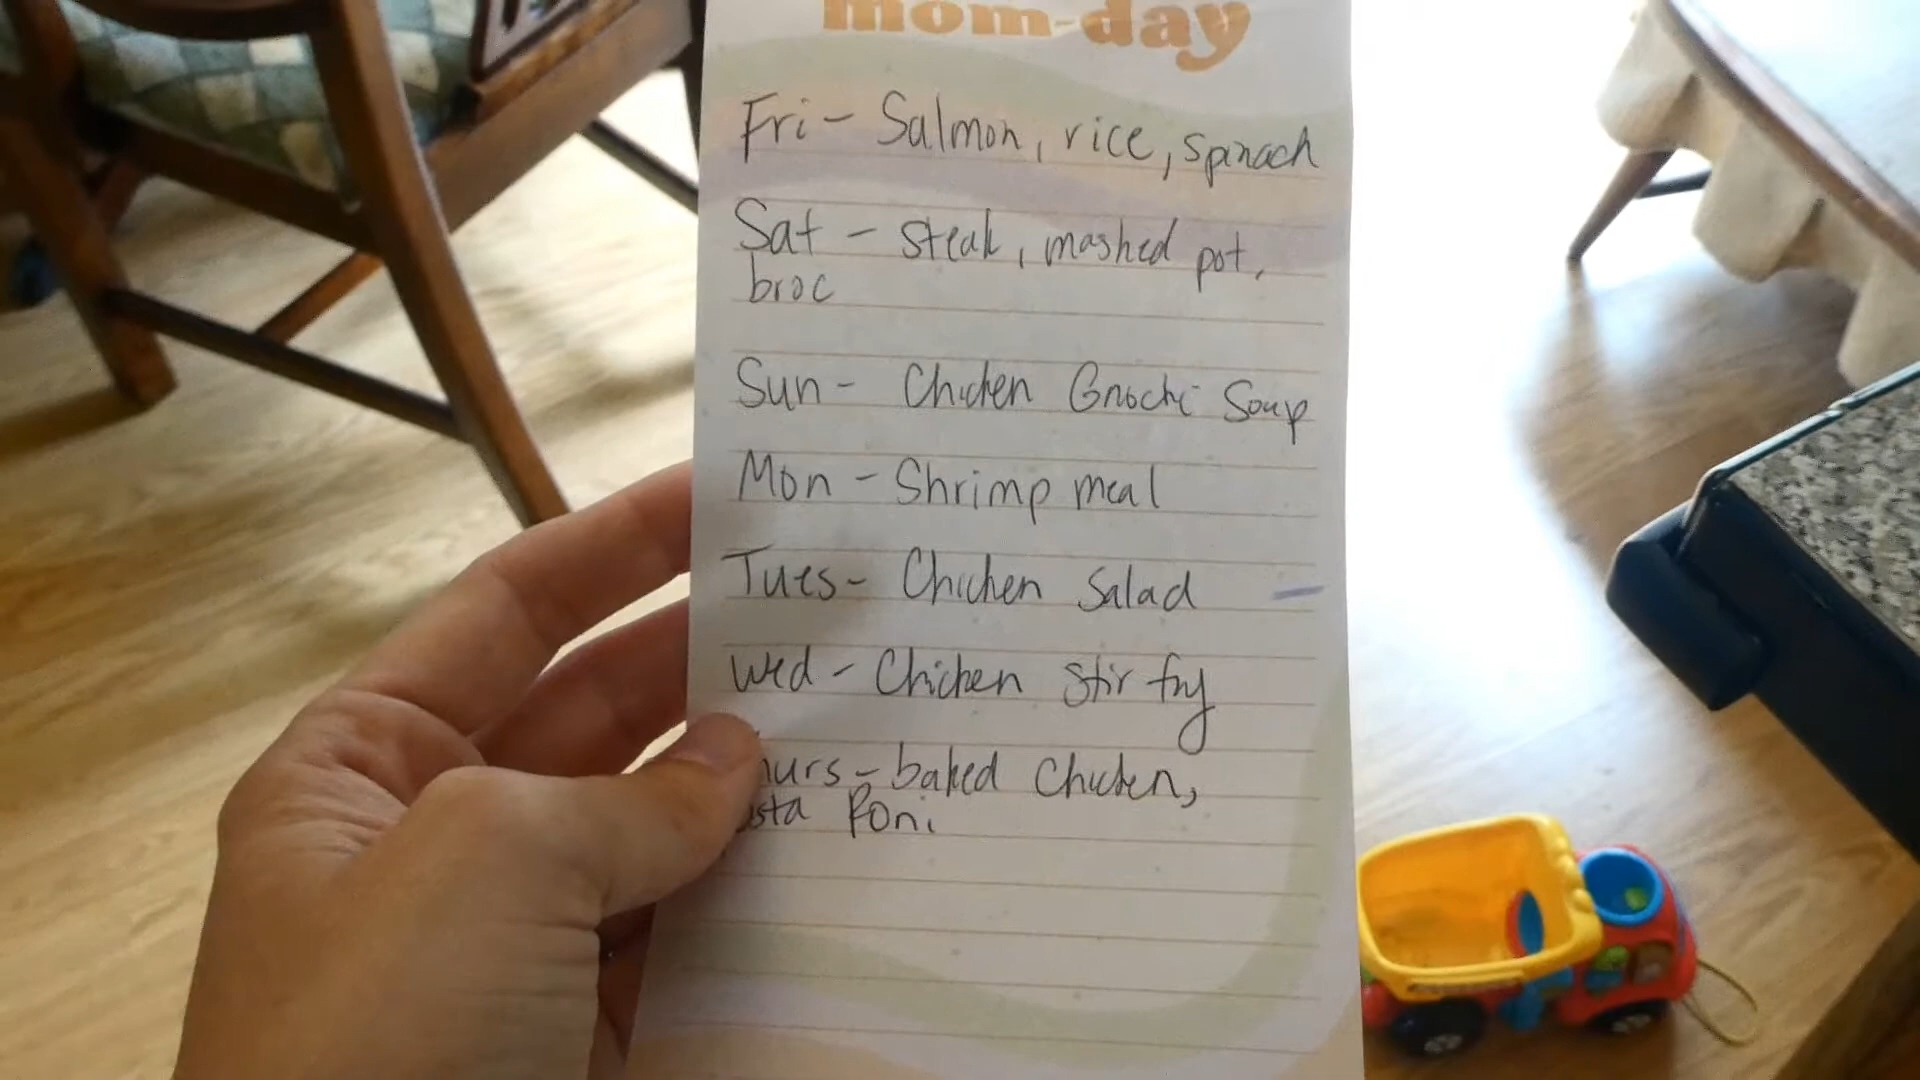 mom-day
Fri - Salmon, rice, spinach
Sat - steak, mashed pot,
broc
Sun - Chicken Gnochi Soup
Mon - Shrimp meal
Tues - Chicken Salad
Wed - Chicken Stir fry
hurs - baked Chicken,
sta Roni